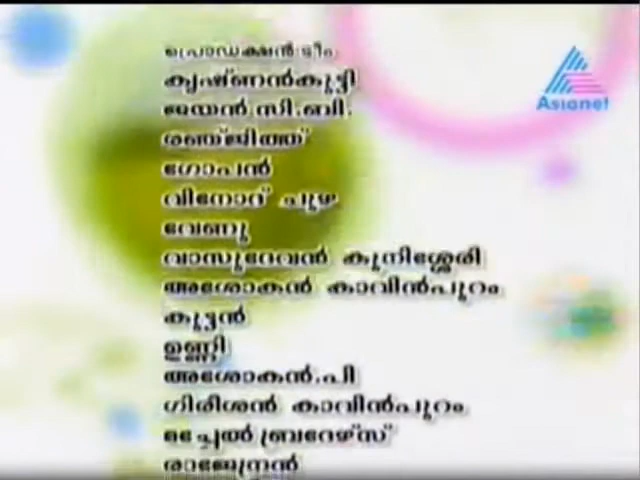 പ്രൊഡക്ഷൻ ടീം
കൃഷ്ണൻകുട്ടി
ജയൻ.സി.ബി.
രഞ്ജിത്ത്
ഗോപൻ
വിനോദ് പുഴ
വേണു
വാസുദേവൻ കുനിശ്ശേരി
അശോകൻ കാവിൻപുറം
കുട്ടൻ
ഉണ്ണി
അശോകൻ.പി
ഗിരീശൻ കാവിൻപുറം
ബ്രദേഴ്സ്
രാജേന്ദ്രൻ
Asianet